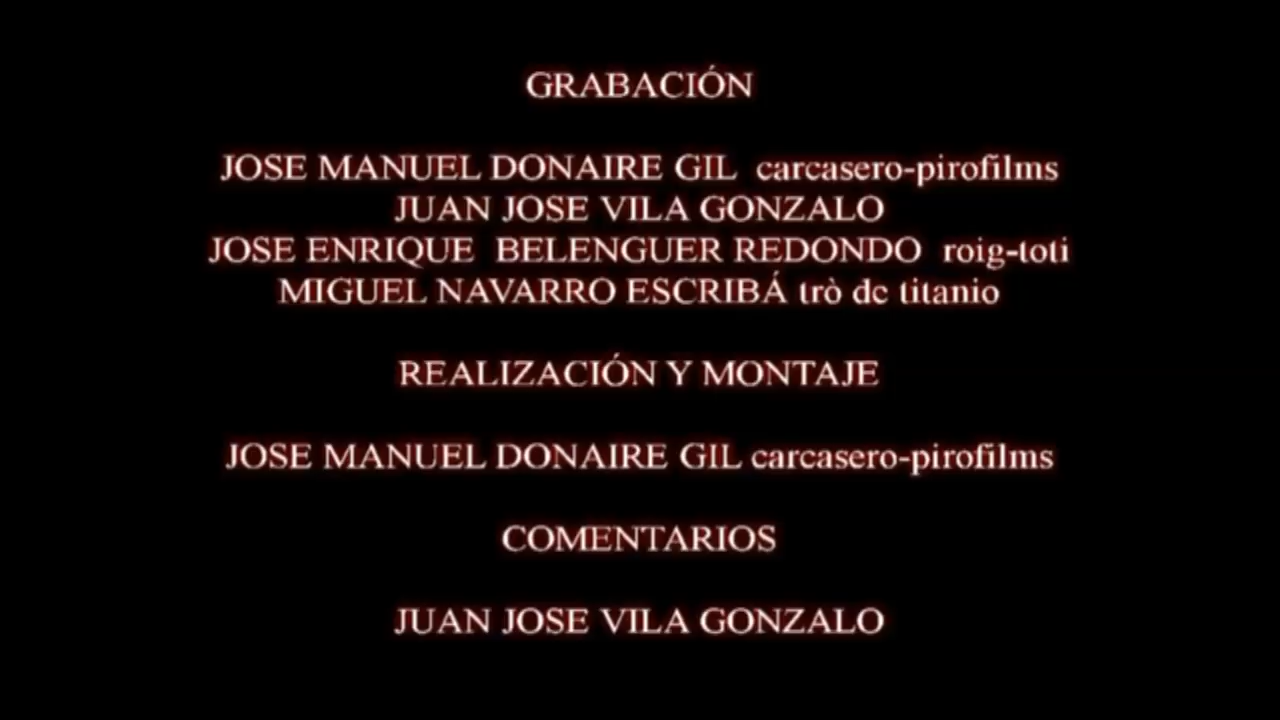 GRABACIÓN
JOSE MANUEL DONAIRE GIL carcasero-pirofilms
JUAN JOSE VILA GONZALO
JOSE ENRIQUE BELENGUER REDONDO roig-toti
MIGUEL NAVARRO ESCRIBÁ trò de titanio
REALIZACIÓN Y MONTAJE
JOSE MANUEL DONAIRE GIL carcasero-pirofilms
COMENTARIOS
JUAN JOSE VILA GONZALO